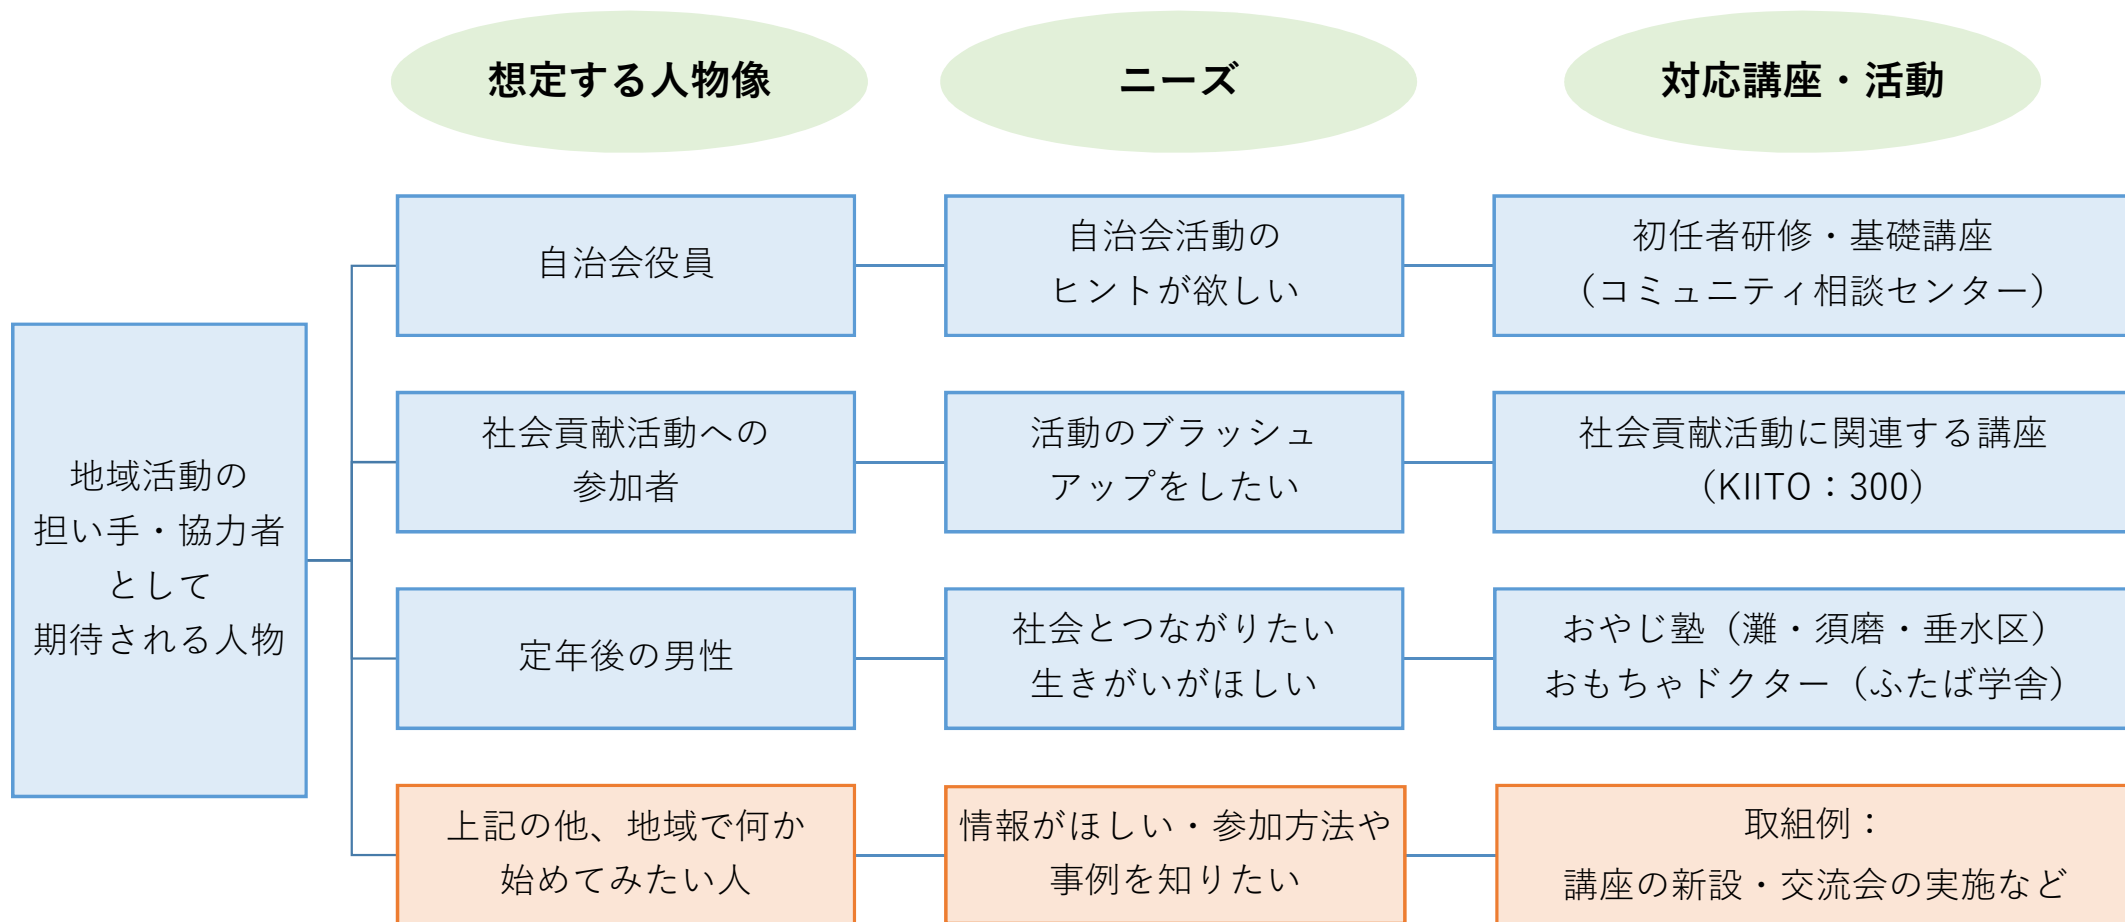 想定する人物像
ニーズ
対応講座・活動
地域活動の
担い手・協力者
として
期待される人物
自治会役員
自治会活動の
ヒントが欲しい
初任者研修・基礎講座
（コミュニティ相談センター）
社会貢献活動への
参加者
活動のブラッシュ
アップをしたい
社会貢献活動に関連する講座
（KIITO：300）
定年後の男性
社会とつながりたい
生きがいがほしい
おやじ塾（灘・須磨・垂水区）
おもちゃドクター（ふたば学舎）
上記の他、地域で何か
始めてみたい人
情報がほしい・参加方法や
事例を知りたい
取組例：
講座の新設・交流会の実施など